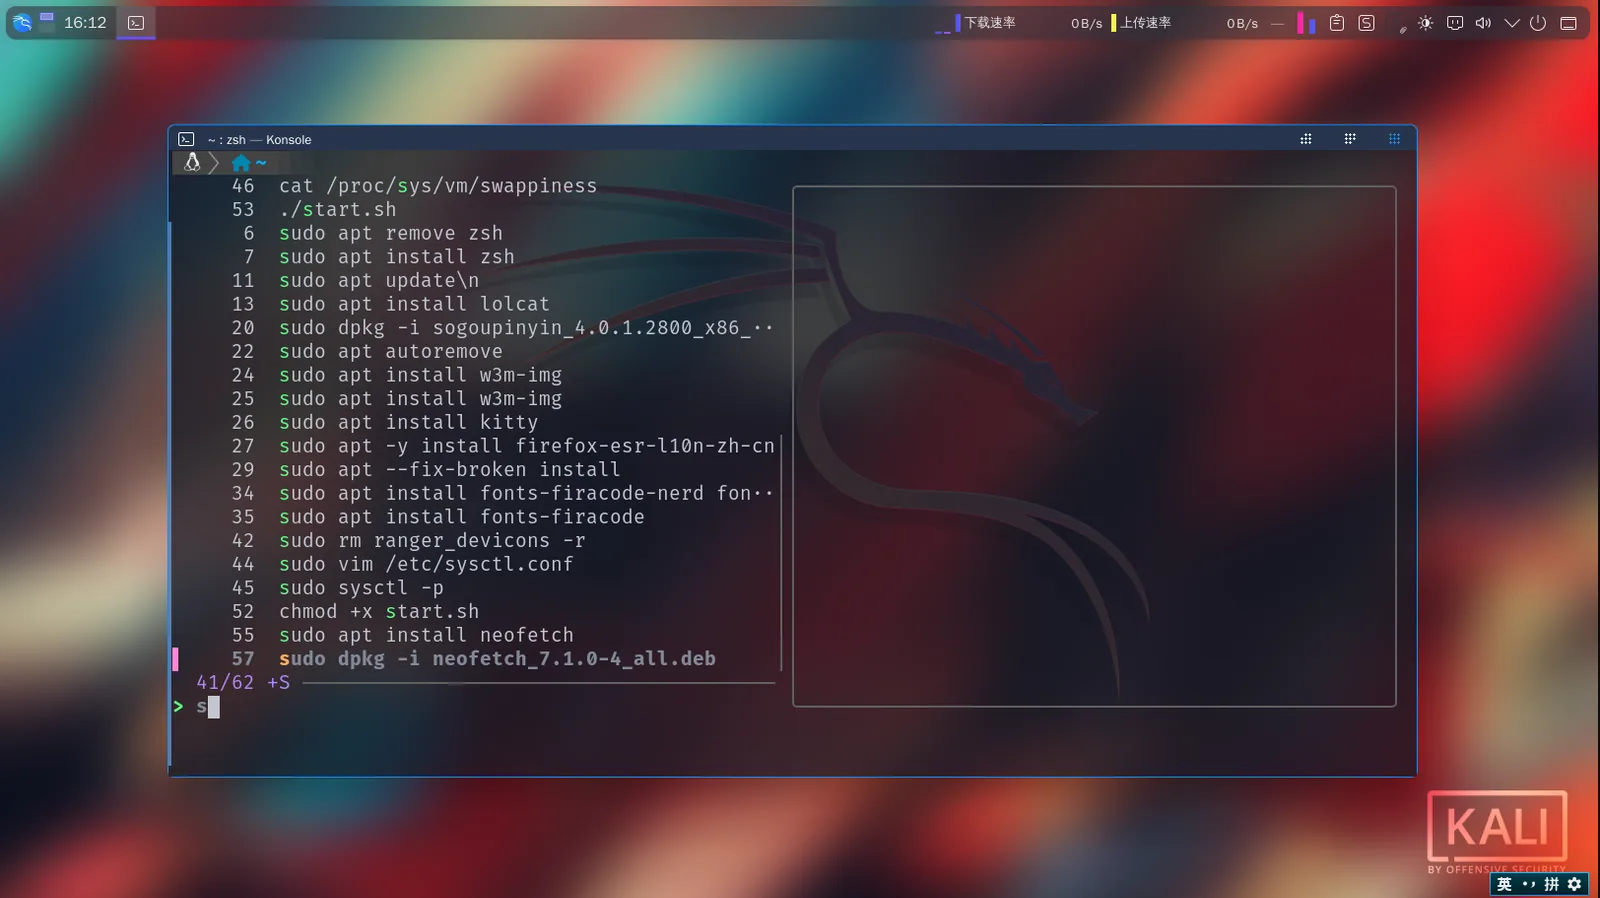 16:12
下载速率 0B/s 上传速率 0B/s
~ : zsh — Konsole
~
46 cat /proc/sys/vm/swappiness
53 ./start.sh
6 sudo apt remove zsh
7 sudo apt install zsh
11 sudo apt update\n
13 sudo apt install lolcat
20 sudo dpkg -i sogoupinyin_4.0.1.2800_x86_··
22 sudo apt autoremove
24 sudo apt install w3m-img
25 sudo apt install w3m-img
26 sudo apt install kitty
27 sudo apt -y install firefox-esr-l10n-zh-cn
29 sudo apt --fix-broken install
34 sudo apt install fonts-firacode-nerd fon··
35 sudo apt install fonts-firacode
42 sudo rm ranger_devicons -r
44 sudo vim /etc/sysctl.conf
45 sudo sysctl -p
52 chmod +x start.sh
55 sudo apt install neofetch
57 sudo dpkg -i neofetch_7.1.0-4_all.deb
41/62 +S
> s
KALI
BY OFFENSIVE SECURITY
英 拼